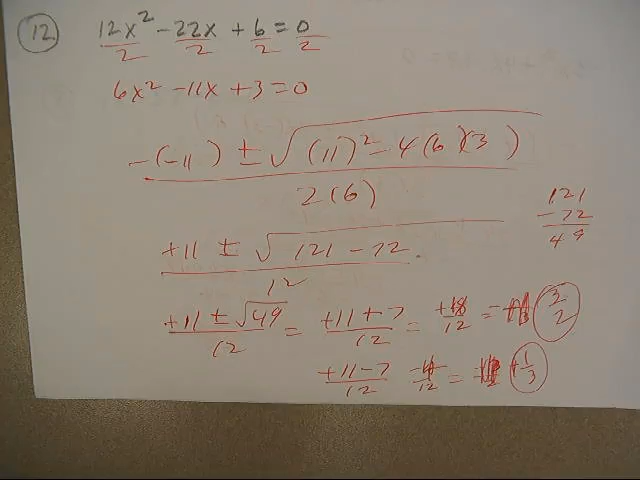 12. 12x² - 22x + 6 = 0
2 2 2 2
6x² - 11x + 3 = 0
-(-11) ± √(11)² - 4(6)(3)
2(6)
121
- 72
49
+11 ± √121 - 72
12
+11 ± √49 = +11 + 7 = +18 = 3
12 12 12 2
+11 - 7 = +1
12 12 3